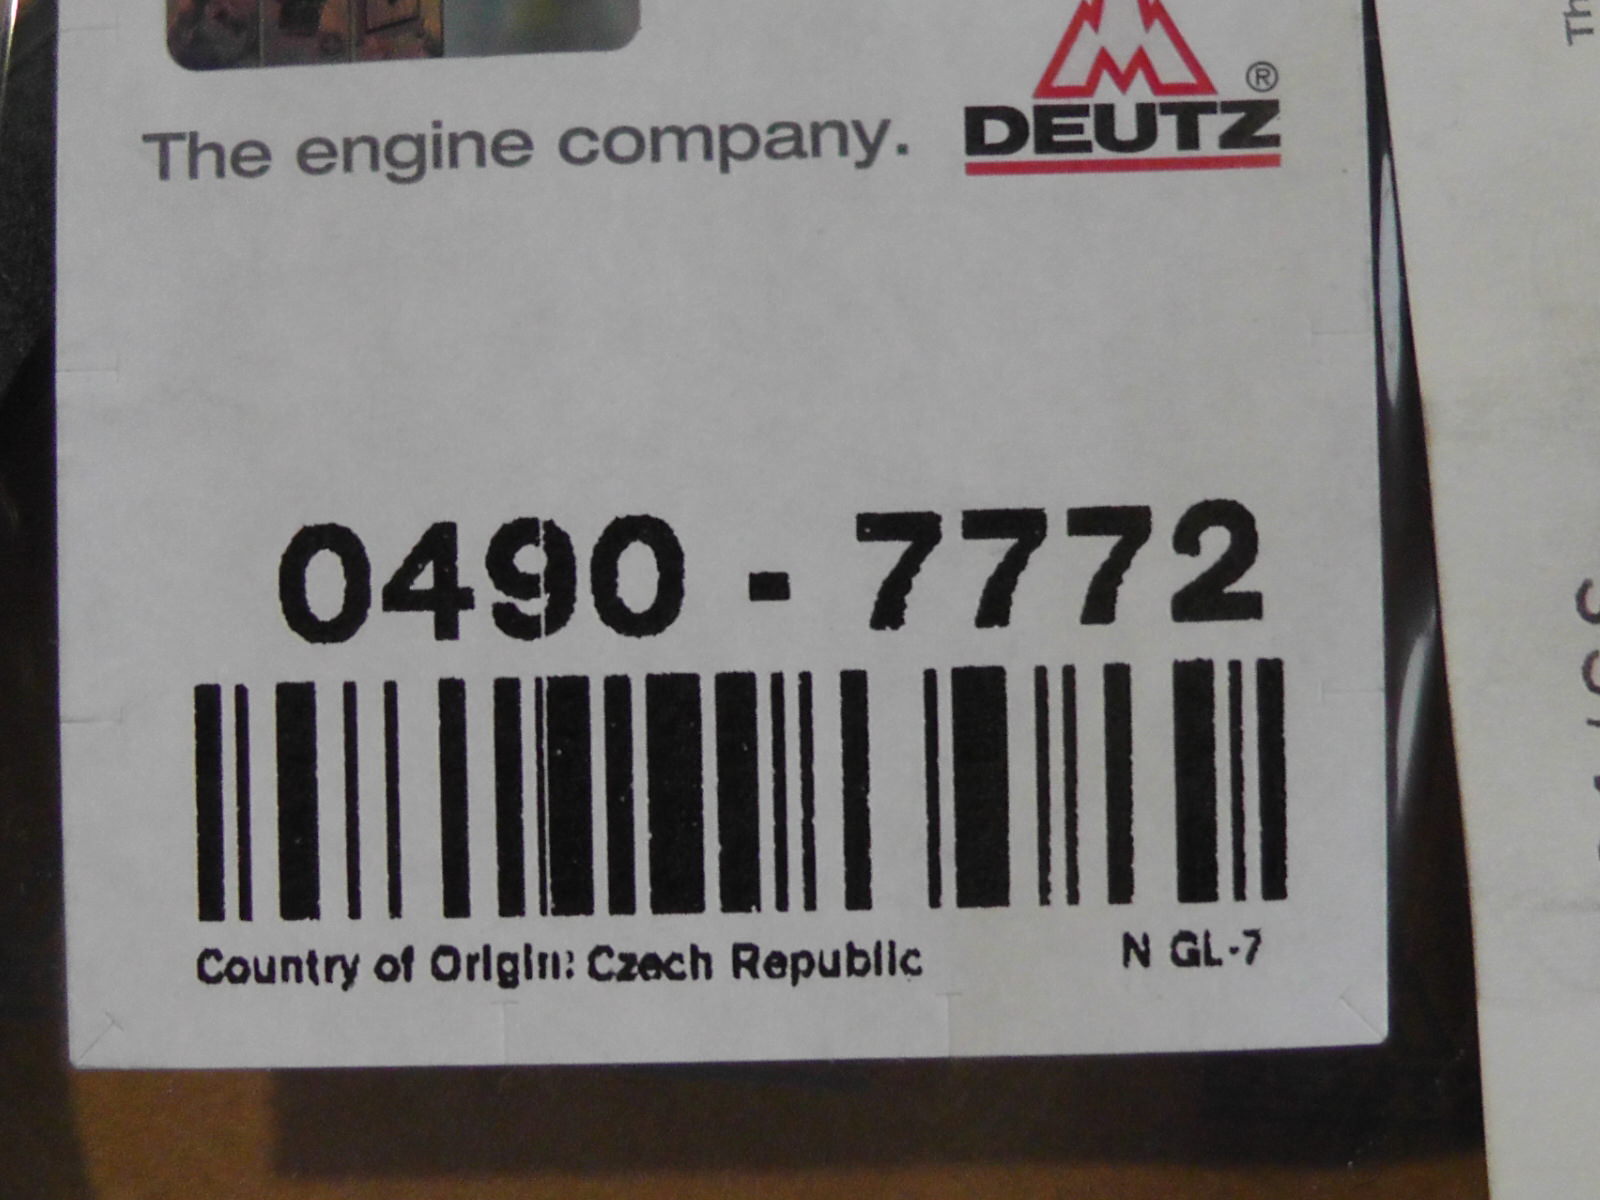 The engine company. DEUTZ®
0490 - 7772
Country of Origin: Czech Republic N GL-7